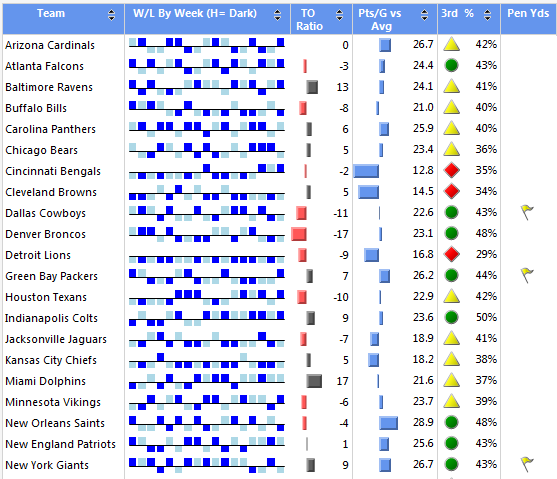 Team W/L By Week (H= Dark) TO Ratio Pts/G vs Avg 3rd % Pen Yds
Arizona Cardinals 0 26.7 42%
Atlanta Falcons -3 24.4 43%
Baltimore Ravens 13 24.1 41%
Buffalo Bills -8 21.0 40%
Carolina Panthers 6 25.9 40%
Chicago Bears 5 23.4 36%
Cincinnati Bengals -2 12.8 35%
Cleveland Browns 5 14.5 34%
Dallas Cowboys -11 22.6 43%
Denver Broncos -17 23.1 48%
Detroit Lions -9 16.8 29%
Green Bay Packers 7 26.2 44%
Houston Texans -10 22.9 42%
Indianapolis Colts 9 23.6 50%
Jacksonville Jaguars -7 18.9 41%
Kansas City Chiefs 5 18.2 38%
Miami Dolphins 17 21.6 37%
Minnesota Vikings -6 23.7 39%
New Orleans Saints -4 28.9 48%
New England Patriots 1 25.6 43%
New York Giants 9 26.7 43%